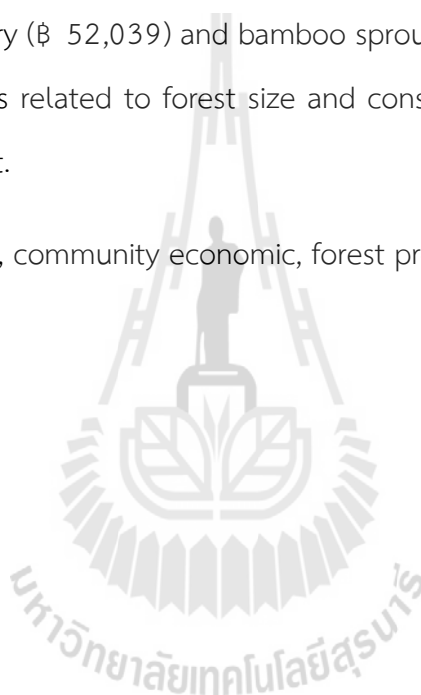 ry (฿ 52,039) and bamboo sprou
s related to forest size and cons
t.
, community economic, forest pr
มหาวิทยาลัยเทคโนโลยีสุรนารี